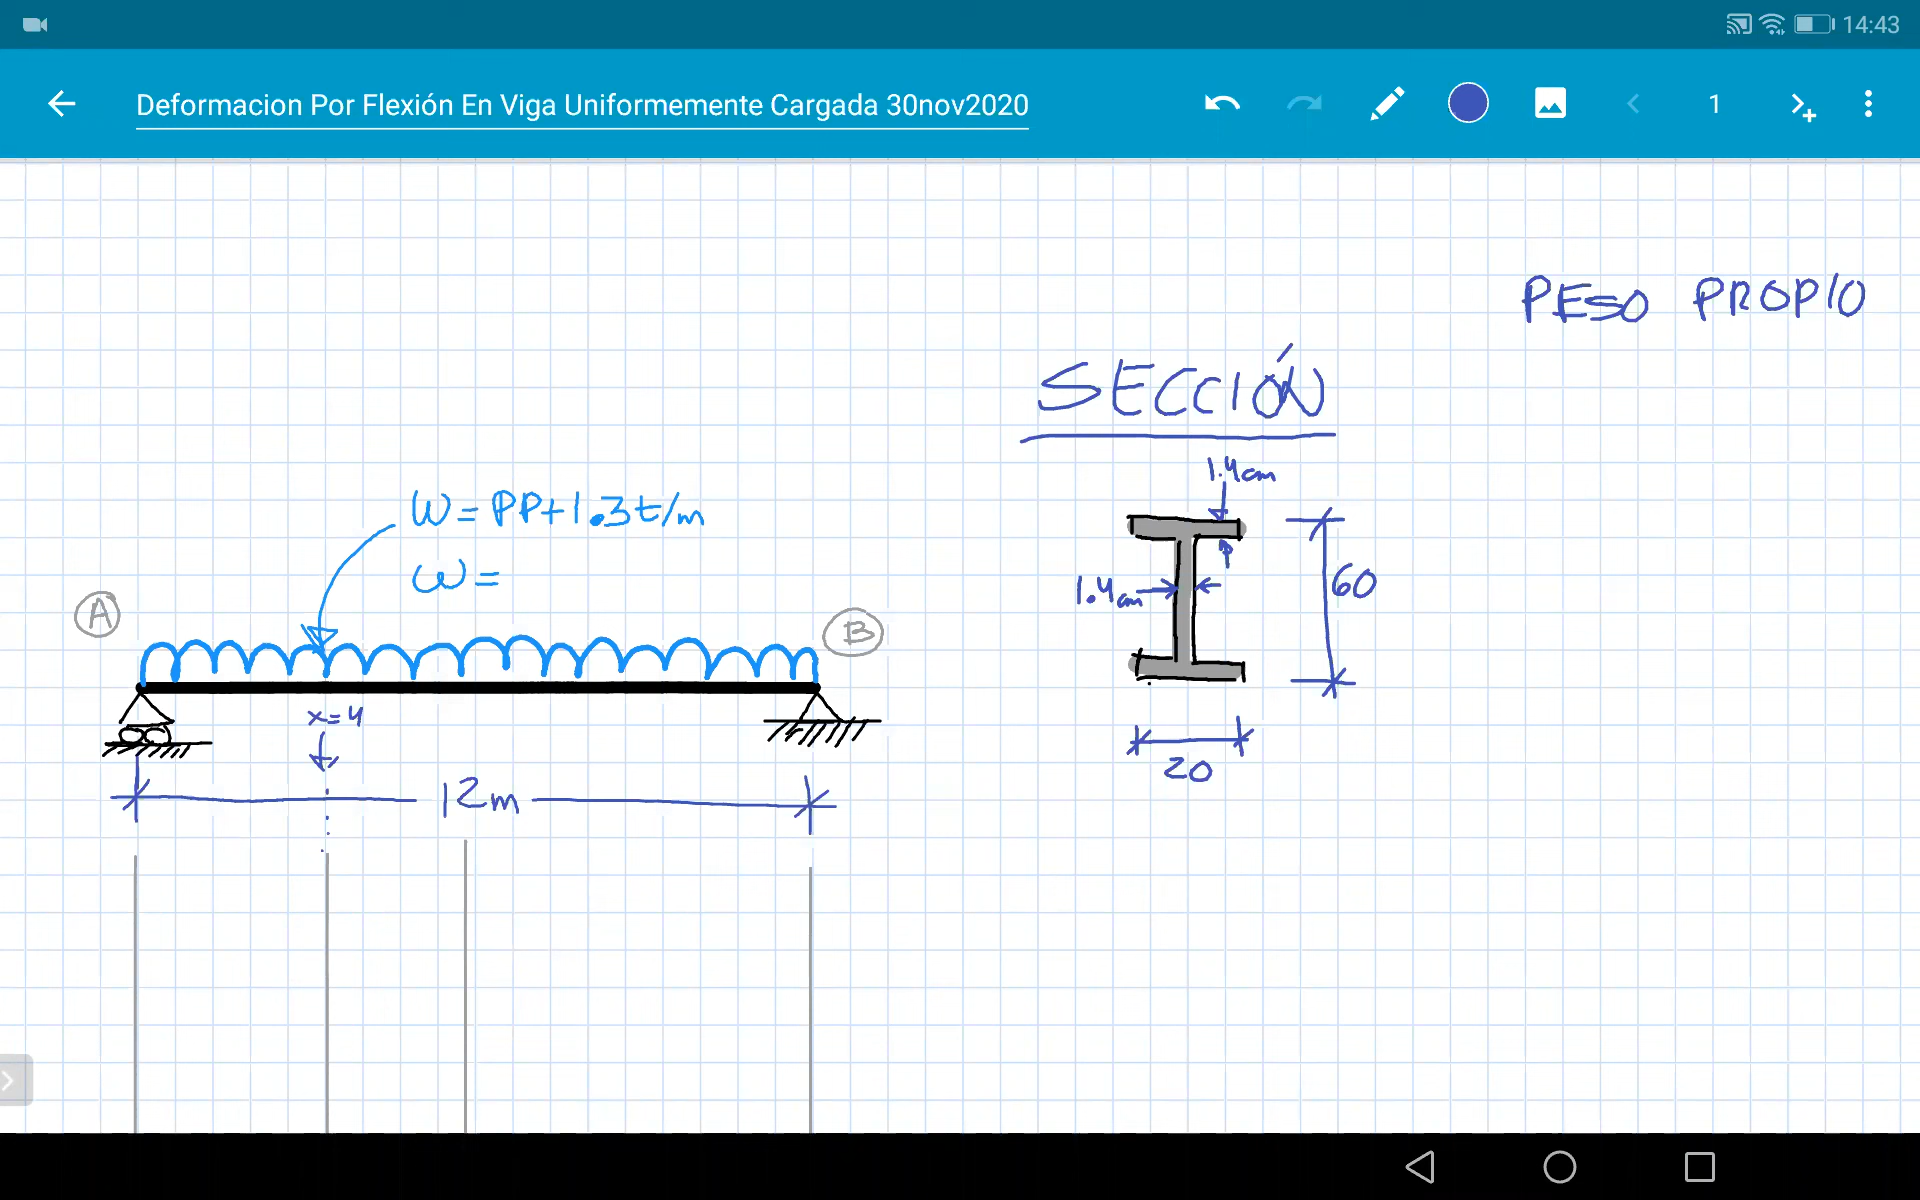 14:43
Deformacion Por Flexión En Viga Uniformemente Cargada 30nov2020
1
PESO PROPIO
SECCIÓN
1.4cm
W=PP+1.3t/m
60
W=
1.4cm
A
B
x=4
20
12m